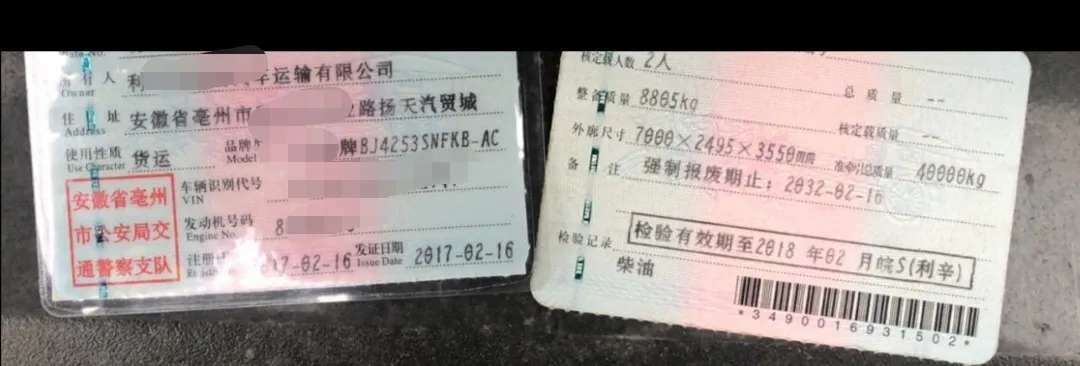 所有人 利 运输有限公司
Owner
住址 安徽省亳州市 路扬天汽贸城
Address
使用性质 货运 品牌 牌BJ4253SNFKB-AC
Use Character Model
安徽省亳州
市公安局交
通警察支队
车辆识别代号
VIN
发动机号码 8
Engine No.
注册 17-02-16 发证日期 2017-02-16
Issue Date
核定载人数 2人
整备质量 8805kg 总质量 --
外廓尺寸 7000×2495×3550mm 核定载质量 --
准牵引总质量 40000kg
备注 强制报废期止：2032-02-16
检验记录 检验有效期至2018 年02 月皖S(利辛)
柴油
*3490016931502*